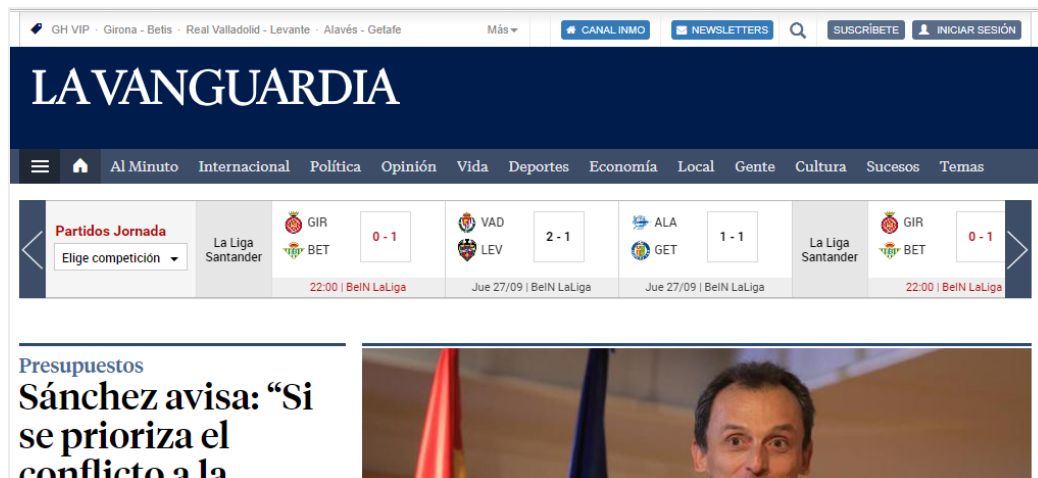 GH VIP · Girona - Betis · Real Valladolid - Levante · Alavés - Getafe Más CANAL INMO NEWSLETTERS SUSCRÍBETE INICIAR SESIÓN
LA VANGUARDIA
Al Minuto Internacional Política Opinión Vida Deportes Economía Local Gente Cultura Sucesos Temas
Partidos Jornada
Elige competición
La Liga
Santander
GIR
BET
0 - 1
22:00 | BeIN LaLiga
VAD
LEV
2 - 1
Jue 27/09 | BeIN LaLiga
ALA
GET
1 - 1
Jue 27/09 | BeIN LaLiga
La Liga
Santander
GIR
BET
0 - 1
22:00 | BeIN LaLiga
Presupuestos
Sánchez avisa: “Si
se prioriza el
conflicto a la